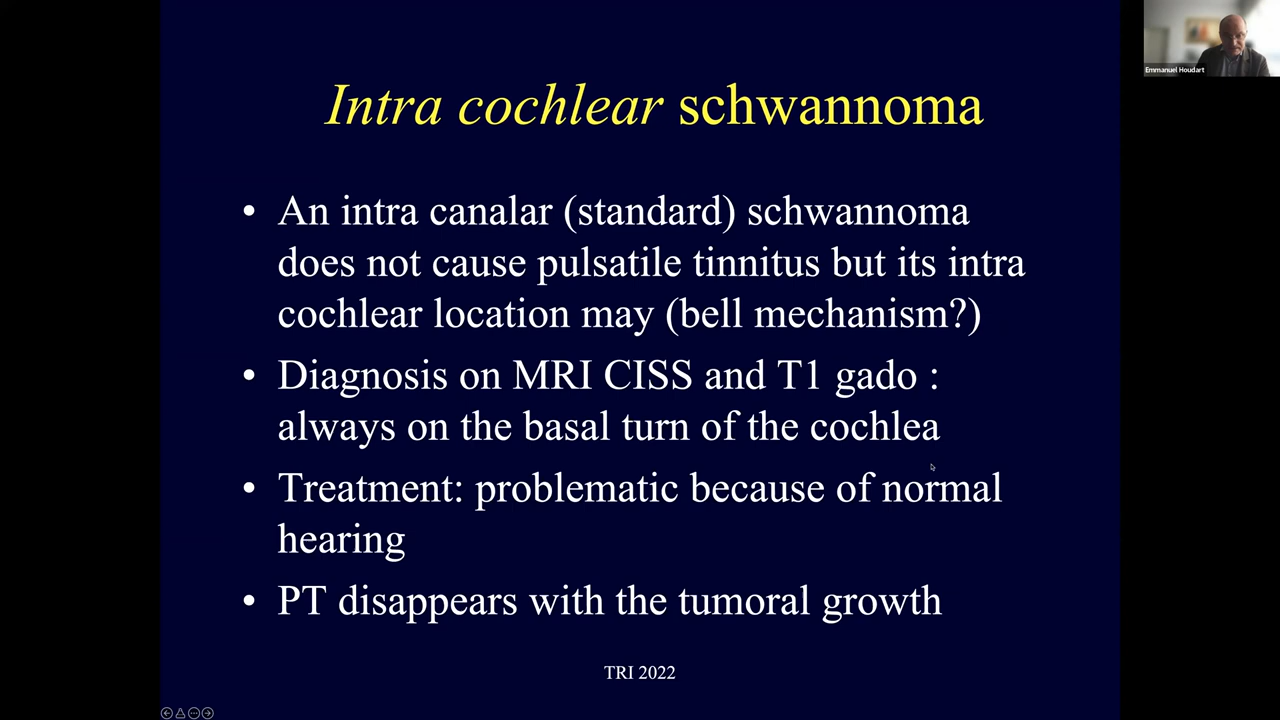 Intra cochlear schwannoma
• An intra canalar (standard) schwannoma
does not cause pulsatile tinnitus but its intra
cochlear location may (bell mechanism?)
• Diagnosis on MRI CISS and T1 gado :
always on the basal turn of the cochlea
• Treatment: problematic because of normal
hearing
• PT disappears with the tumoral growth
TRI 2022
Emmanuel Houdart